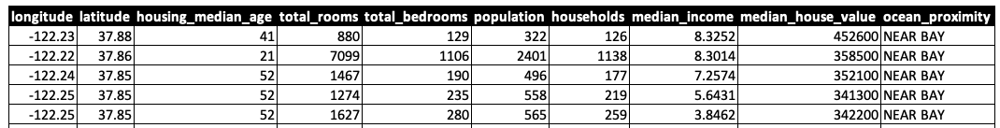 longitude latitude housing_median_age total_rooms total_bedrooms population households median_income median_house_value ocean_proximity
-122.23 37.88 41 880 129 322 126 8.3252 452600 NEAR BAY
-122.22 37.86 21 7099 1106 2401 1138 8.3014 358500 NEAR BAY
-122.24 37.85 52 1467 190 496 177 7.2574 352100 NEAR BAY
-122.25 37.85 52 1274 235 558 219 5.6431 341300 NEAR BAY
-122.25 37.85 52 1627 280 565 259 3.8462 342200 NEAR BAY